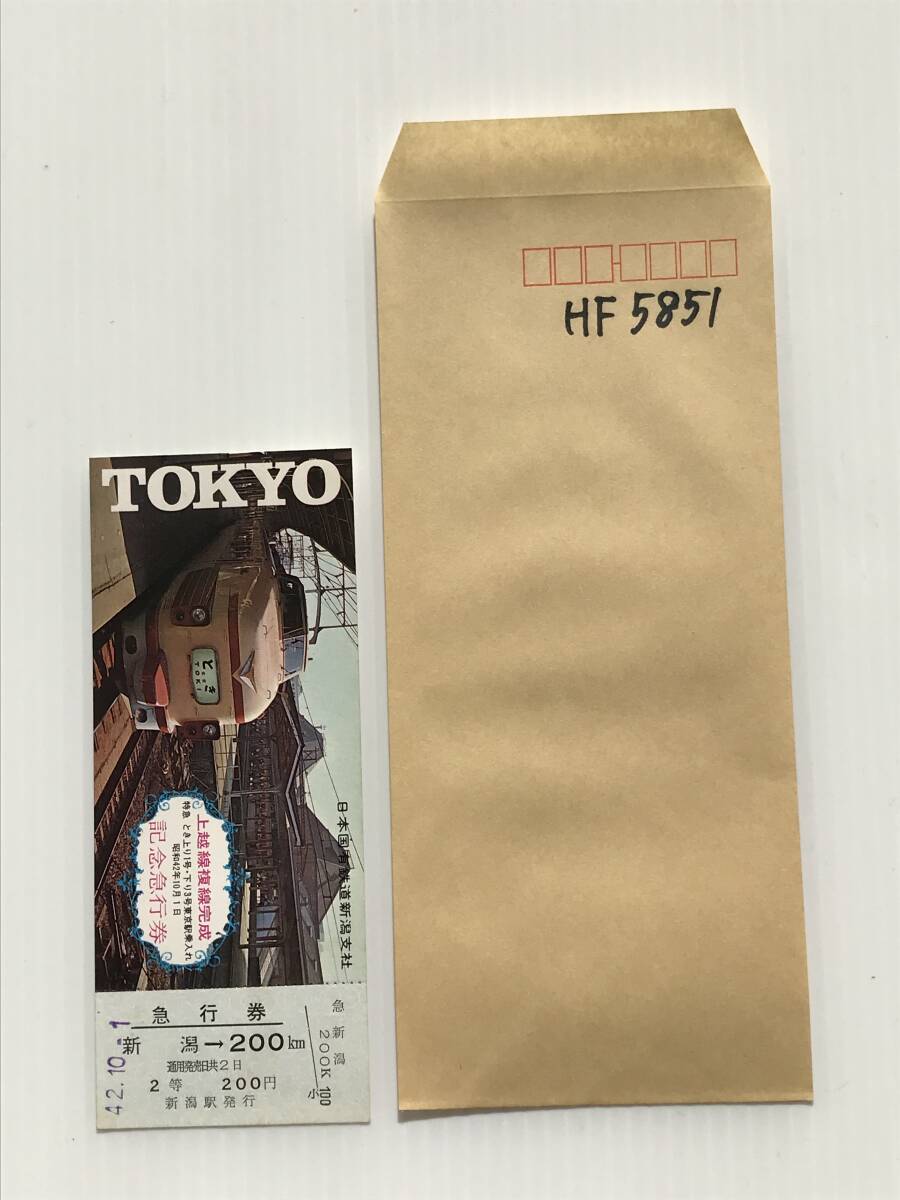 HF 5851
TOKYO
とき
TOKI
上越線複線完成
特急 とき上り1号・下り3号東京駅乗入れ
昭和42年10月1日
記念急行券
日本国有鉄道新潟支社
急行券
新潟→200km
通用発売日共2日
2等 200円
新潟駅発行
42.10.-1
急 新潟
200K
小 100